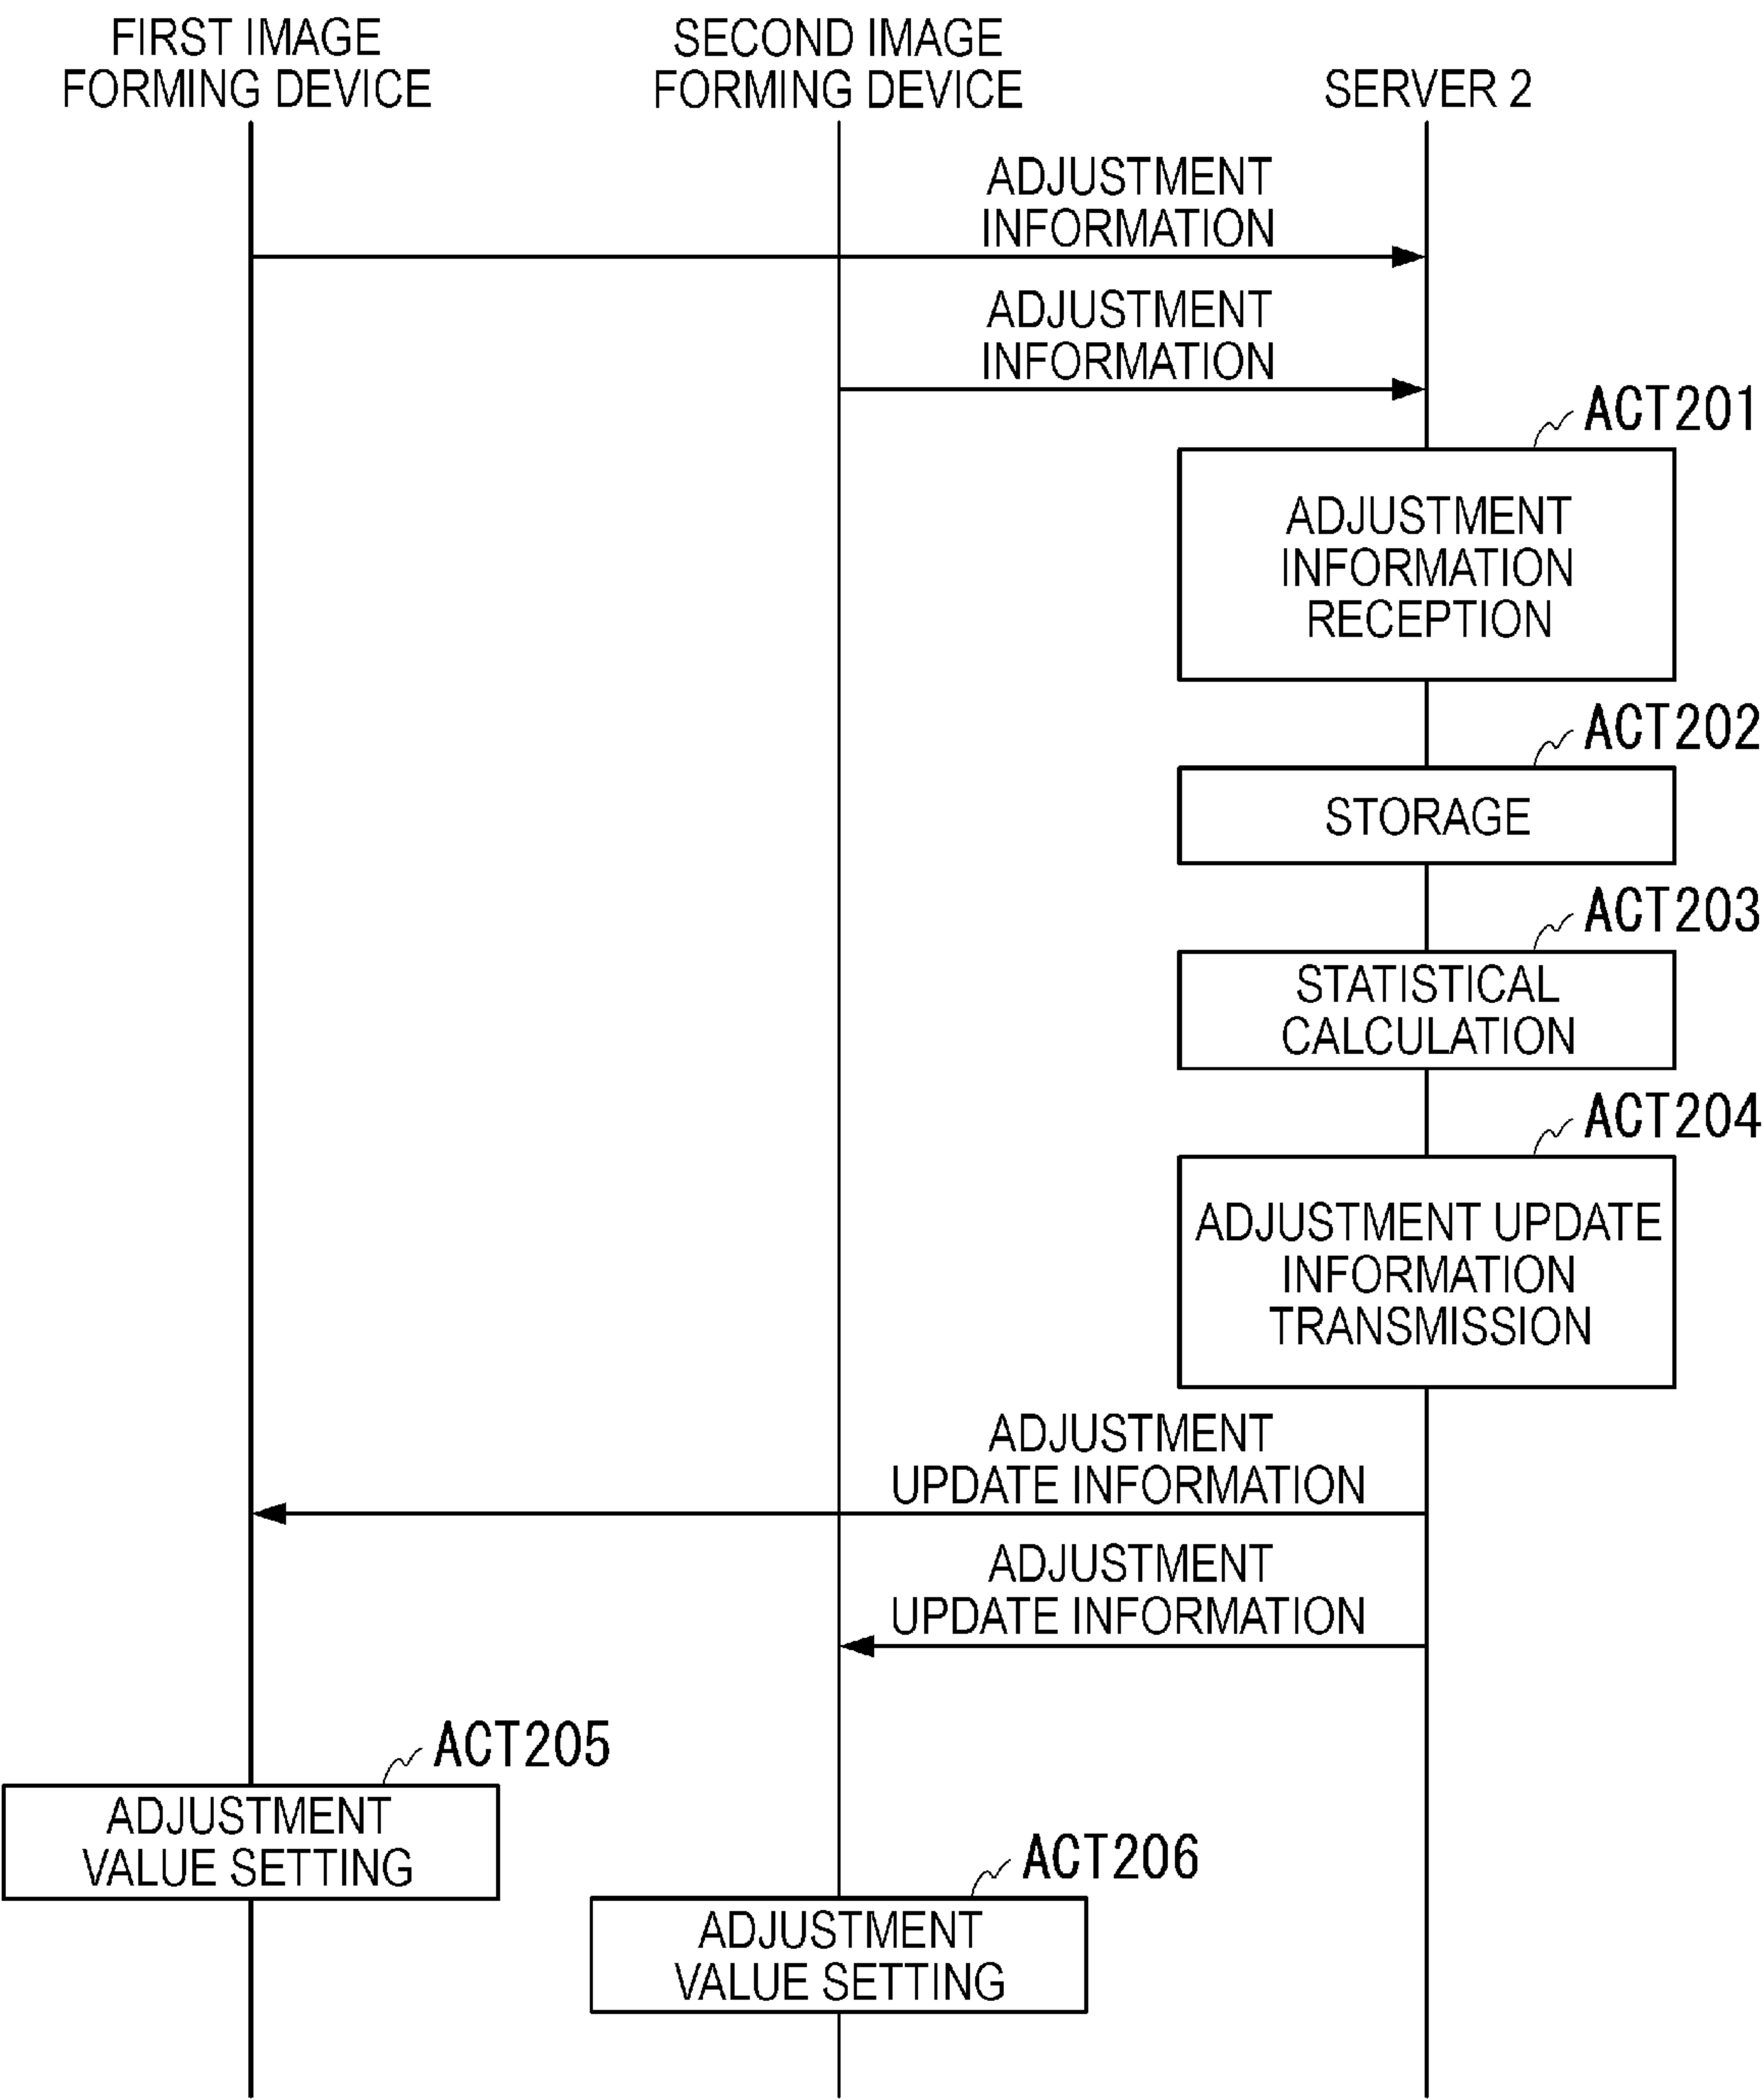 FIRST IMAGE
FORMING DEVICE
SECOND IMAGE
FORMING DEVICE
SERVER 2
ADJUSTMENT
INFORMATION
ADJUSTMENT
INFORMATION
ACT201
ADJUSTMENT
INFORMATION
RECEPTION
ACT202
STORAGE
ACT203
STATISTICAL
CALCULATION
ACT204
ADJUSTMENT UPDATE
INFORMATION
TRANSMISSION
ADJUSTMENT
UPDATE INFORMATION
ADJUSTMENT
UPDATE INFORMATION
ACT205
ADJUSTMENT
VALUE SETTING
ACT206
ADJUSTMENT
VALUE SETTING